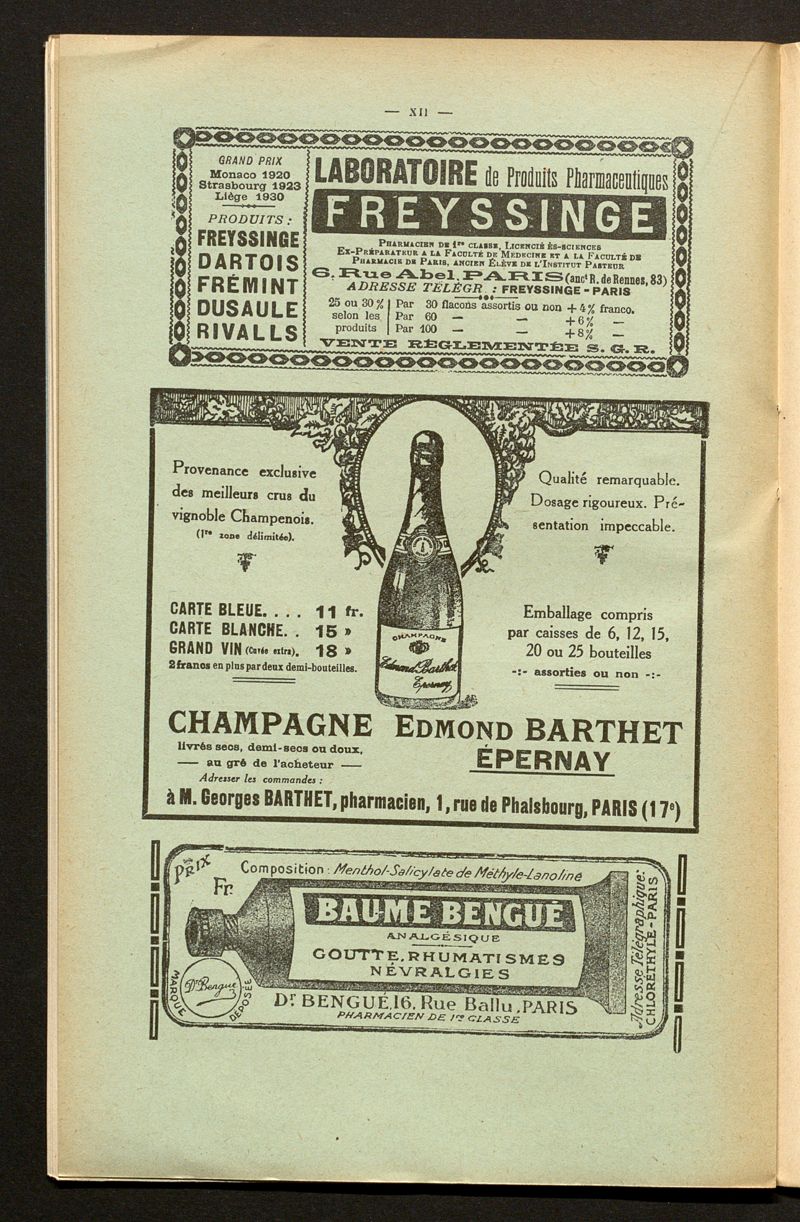 — XII —
GRAND PRIX
Monaco 1920
Strasbourg 1923
Liège 1930
PRODUITS :
FREYSSINGE
DARTOIS
FRÉMINT
DUSAULE
RIVALLS
LABORATOIRE de Produits Pharmaceutiques
FREYSSINGE
PHARMACIEN DE 1re CLASSE, LICENCIÉ ÈS-SCIENCES
EX-PRÉPARATEUR A LA FACULTÉ DE MÉDECINE ET A LA FACULTÉ DE
PHARMACIE DE PARIS, ANCIEN ÉLÈVE DE L'INSTITUT PASTEUR
6, Rue Abel, PARIS (anct R. de Rennes, 83)
ADRESSE TÉLÉGR : FREYSSINGE-PARIS
25 ou 30 % Par 30 flacons assortis ou non + 4 % franco.
selon les Par 60 — — + 6 % —
produits Par 100 — — + 8 % —
VENTE RÉGLEMENTÉE S. G. R.
Provenance exclusive
des meilleurs crus du
vignoble Champenois.
(1re zone délimitée).
Qualité remarquable.
Dosage rigoureux. Pré-
sentation impeccable.
CARTE BLEUE. . . . 11 fr.
CARTE BLANCHE. . 15 »
GRAND VIN (Cuvée extra). 18 »
2 francs en plus par deux demi-bouteilles.
CHAMPAGNE
Edmond Barthet
Épernay
Emballage compris
par caisses de 6, 12, 15,
20 ou 25 bouteilles
-:- assorties ou non -:-
CHAMPAGNE EDMOND BARTHET
livrés secs, demi-secs ou doux,
— au gré de l'acheteur —
ÉPERNAY
Adresser les commandes :
à M. Georges BARTHET, pharmacien, 1, rue de Phalsbourg, PARIS (17e)
PRIX
Fr.
Composition : Menthol-Salicylate de Méthyle-Lanoline
BAUME BENGUÉ
ANALGÉSIQUE
GOUTTE, RHUMATISMES
NÉVRALGIES
MARQUE DÉPOSÉE
Dr Bengué
Dr BENGUÉ, 16, Rue Ballu, PARIS
PHARMACIEN DE 1re CLASSE
Adresse Télégraphique:
CHLORÉTHYLE-PARIS